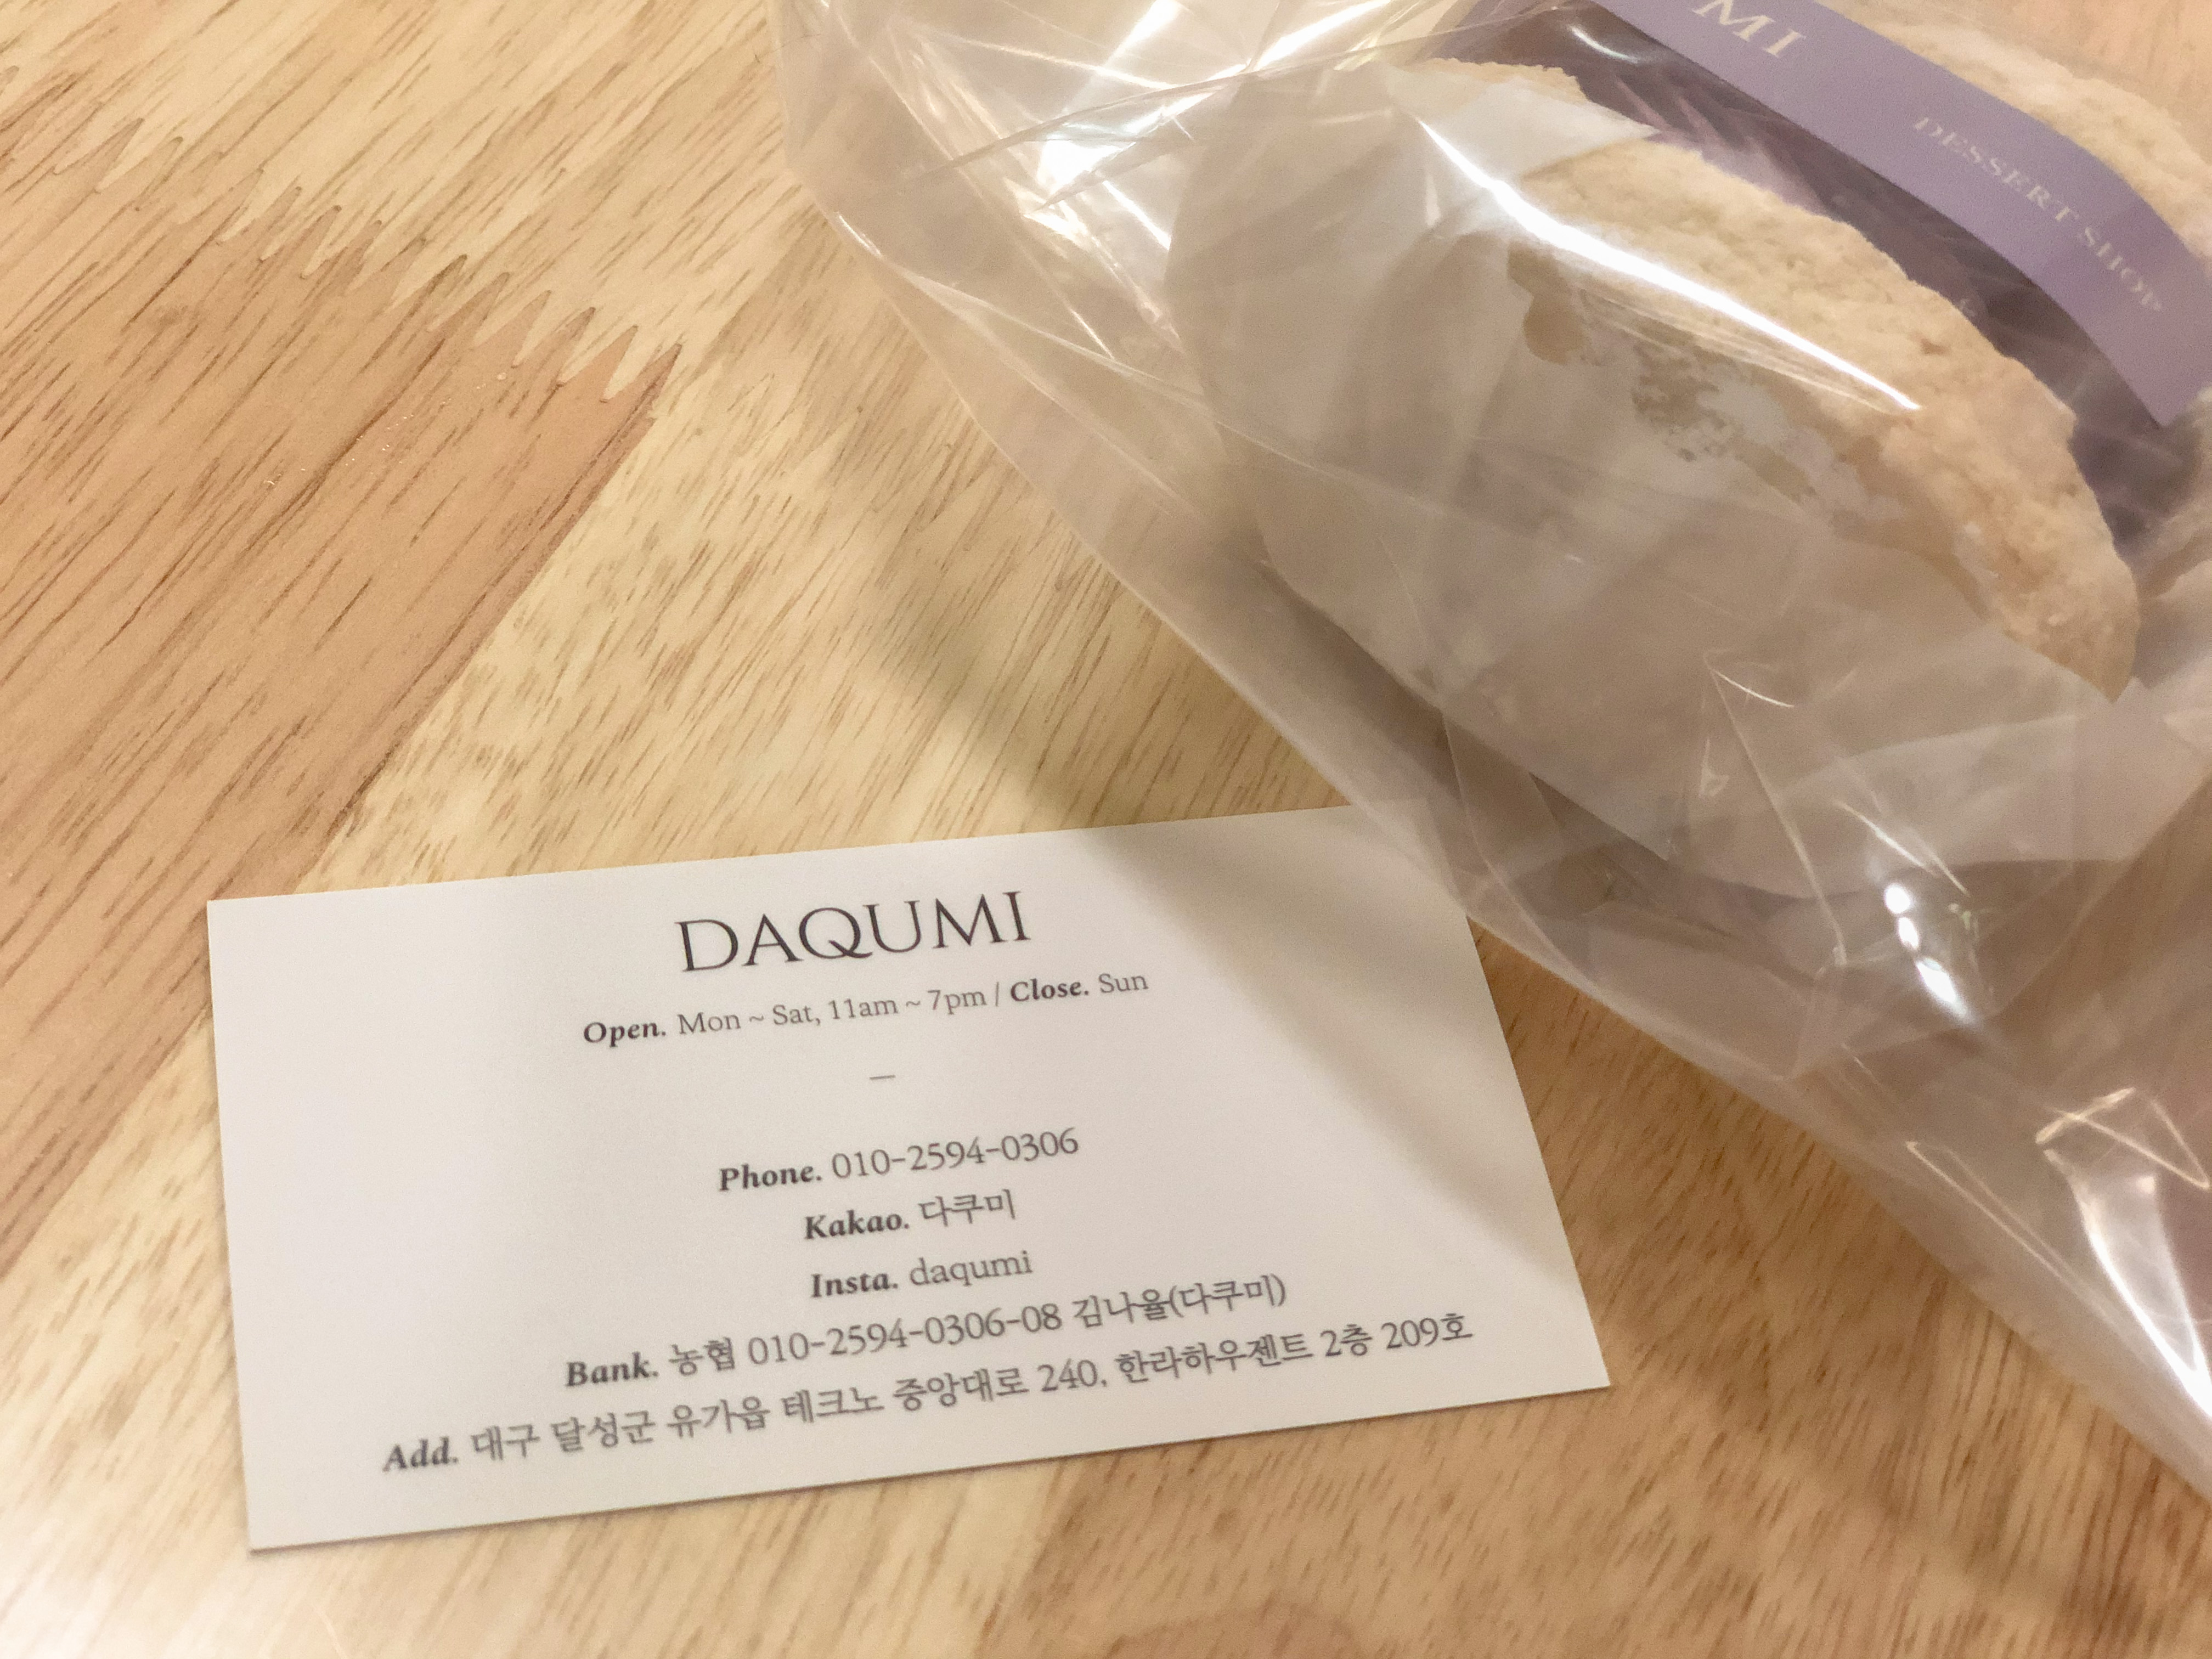 MI
DESSERT SHOP
DAQUMI
Open. Mon ~ Sat, 11am ~ 7pm / Close. Sun
—
Phone. 010-2594-0306
Kakao. 다쿠미
Insta. daqumi
Bank. 농협 010-2594-0306-08 김나율(다쿠미)
Add. 대구 달성군 유가읍 테크노 중앙대로 240, 한라하우젠트 2층 209호